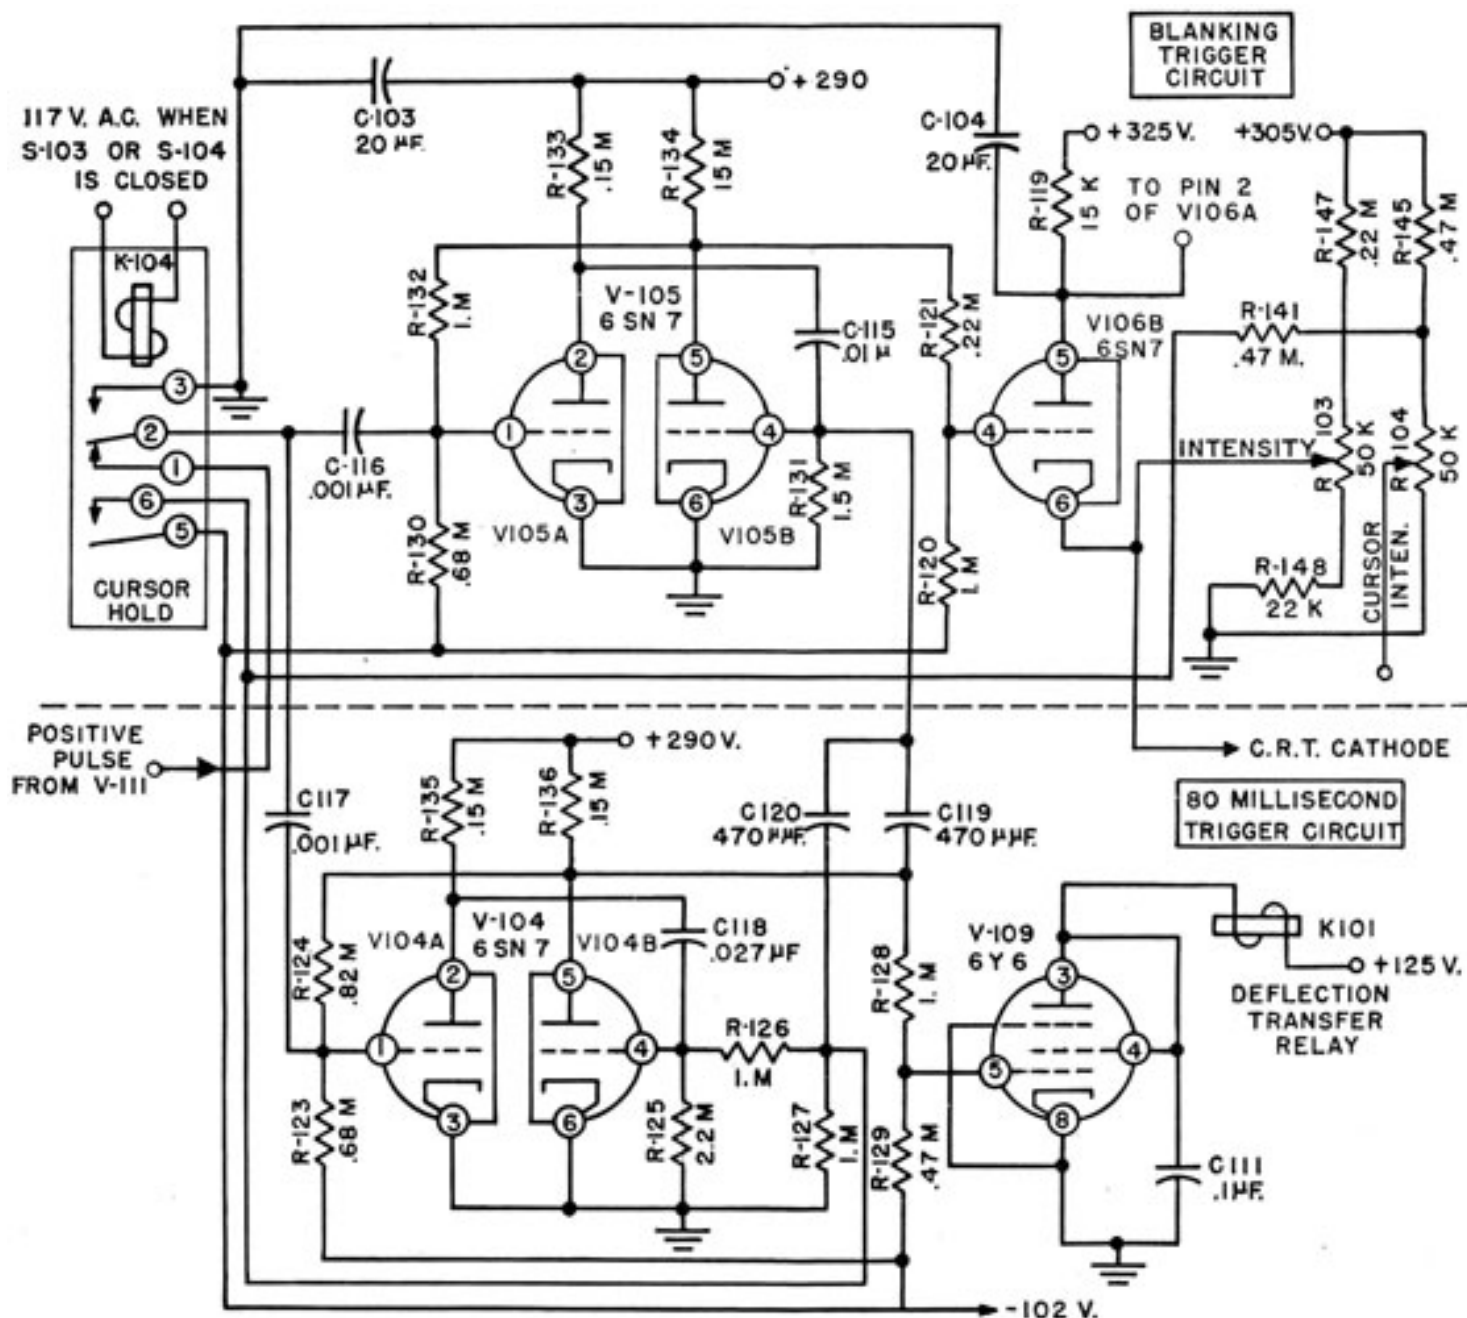 BLANKING
TRIGGER
CIRCUIT
117 V. A.C. WHEN
S-103 OR S-104
IS CLOSED
C-103
20 µF.
+ 290
R-133
.15 M
R-134
15 M
C-104
20 µF.
+325 V.
+305V.
R-119
15 K
TO PIN 2
OF V106A
R-147
.22 M
R-145
.47 M
K-104
R-132
1. M
V-105
6 SN 7
C-115
.01 µ
R-121
.22 M
V106B
6SN7
R-141
.47 M.
3
2
1
6
5
CURSOR
HOLD
C-116
.001 µF.
1
2
3
5
4
6
V105A
V105B
R-131
1.5 M
R-130
.68 M
4
5
6
R-120
1. M
INTENSITY
R 103
50 K
R 104
50 K
R-148
22 K
CURSOR
INTEN.
POSITIVE
PULSE
FROM V-111
+ 290 V.
C.R.T. CATHODE
80 MILLISECOND
TRIGGER CIRCUIT
C117
.001 µF.
R-135
.15 M
R-136
.15 M
C120
470 µµF.
C119
470 µµF.
V104A
V-104
6 SN 7
V104B
C118
.027 µF
R-124
.82 M
1
2
3
5
4
6
R-126
1. M
R-123
.68 M
R-125
2.2 M
R-127
1. M
R-128
1. M
R-129
.47 M
V-109
6 Y 6
3
5
4
8
K101
+125 V.
DEFLECTION
TRANSFER
RELAY
C111
.1µF.
-102 V.